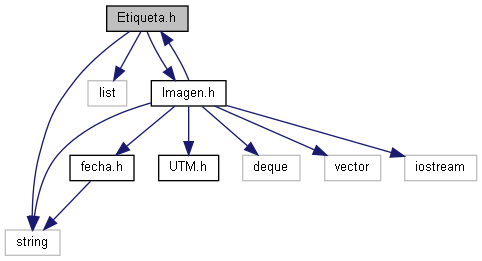 Etiqueta.h
list
Imagen.h
fecha.h
UTM.h
deque
vector
iostream
string